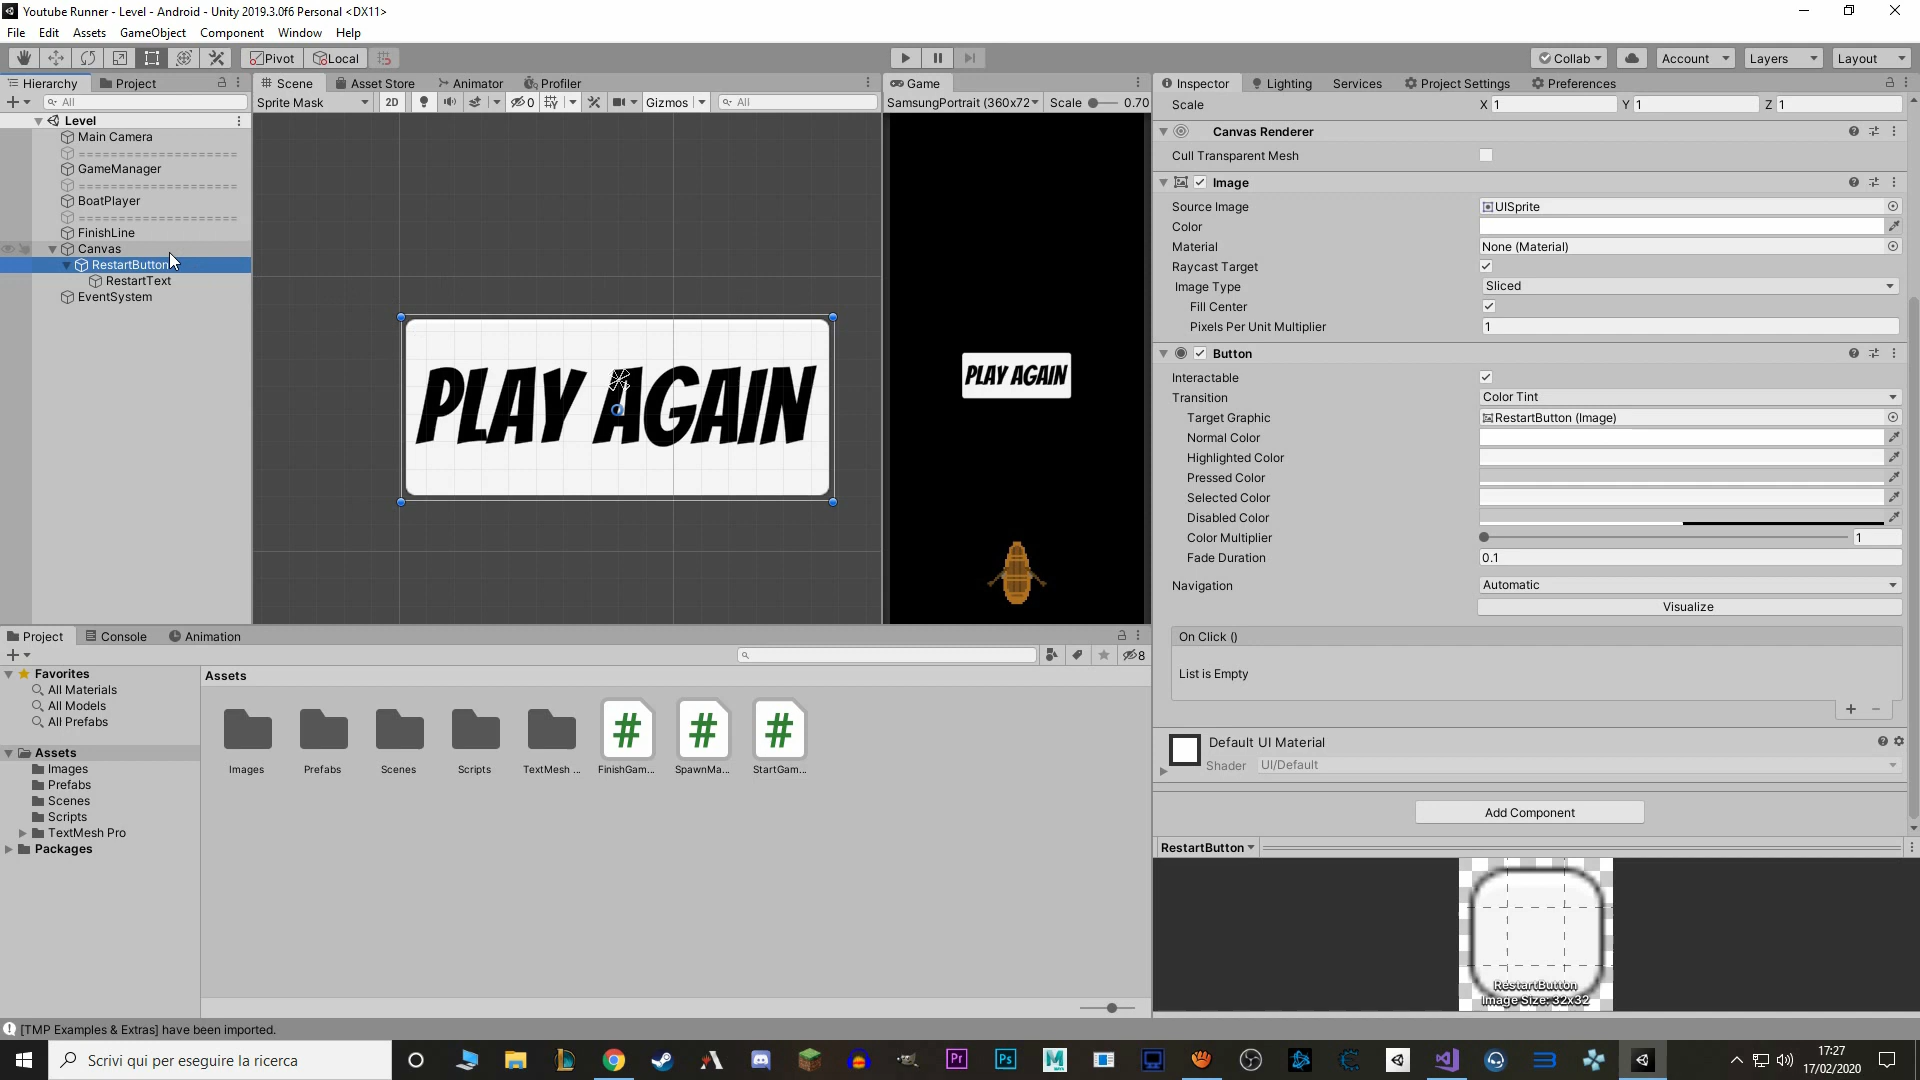 Youtube Runner - Level - Android - Unity 2019.3.0f6 Personal <DX11>
File Edit Assets GameObject Component Window Help
Pivot Local Collab Account Layers Layout
Hierarchy Project
All
Level
Main Camera
====================
GameManager
====================
BoatPlayer
====================
FinishLine
Canvas
RestartButton
RestartText
EventSystem
Scene Asset Store Animator Profiler
Sprite Mask 2D 0 Gizmos All
PLAY AGAIN
Game
SamsungPortrait (360x72 Scale 0.70
PLAY AGAIN
Inspector Lighting Services Project Settings Preferences
Scale X 1 Y 1 Z 1
Canvas Renderer
Cull Transparent Mesh
Image
Source Image UISprite
Color
Material None (Material)
Raycast Target
Image Type Sliced
Fill Center
Pixels Per Unit Multiplier 1
Button
Interactable
Transition Color Tint
Target Graphic RestartButton (Image)
Normal Color
Highlighted Color
Pressed Color
Selected Color
Disabled Color
Color Multiplier 1
Fade Duration 0.1
Navigation Automatic
Visualize
On Click ()
List is Empty
Default UI Material
Shader UI/Default
Add Component
RestartButton
RestartButton
Image Size: 32x32
Project Console Animation
8
Favorites
All Materials
All Models
All Prefabs
Assets
Images
Prefabs
Scenes
Scripts
TextMesh Pro
Packages
Assets
Images Prefabs Scenes Scripts TextMesh ... FinishGam... SpawnMa... StartGam...
[TMP Examples & Extras] have been imported.
Scrivi qui per eseguire la ricerca
17:27
17/02/2020